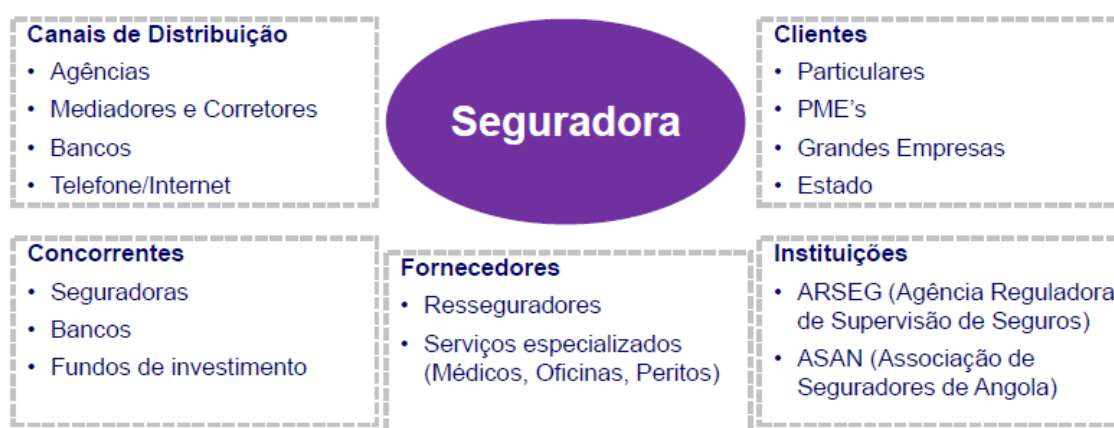 Canais de Distribuição
• Agências
• Mediadores e Corretores
• Bancos
• Telefone/Internet
Seguradora
Clientes
• Particulares
• PME's
• Grandes Empresas
• Estado
Concorrentes
• Seguradoras
• Bancos
• Fundos de investimento
Fornecedores
• Resseguradores
• Serviços especializados
(Médicos, Oficinas, Peritos)
Instituições
• ARSEG (Agência Reguladora
de Supervisão de Seguros)
• ASAN (Associação de
Seguradores de Angola)